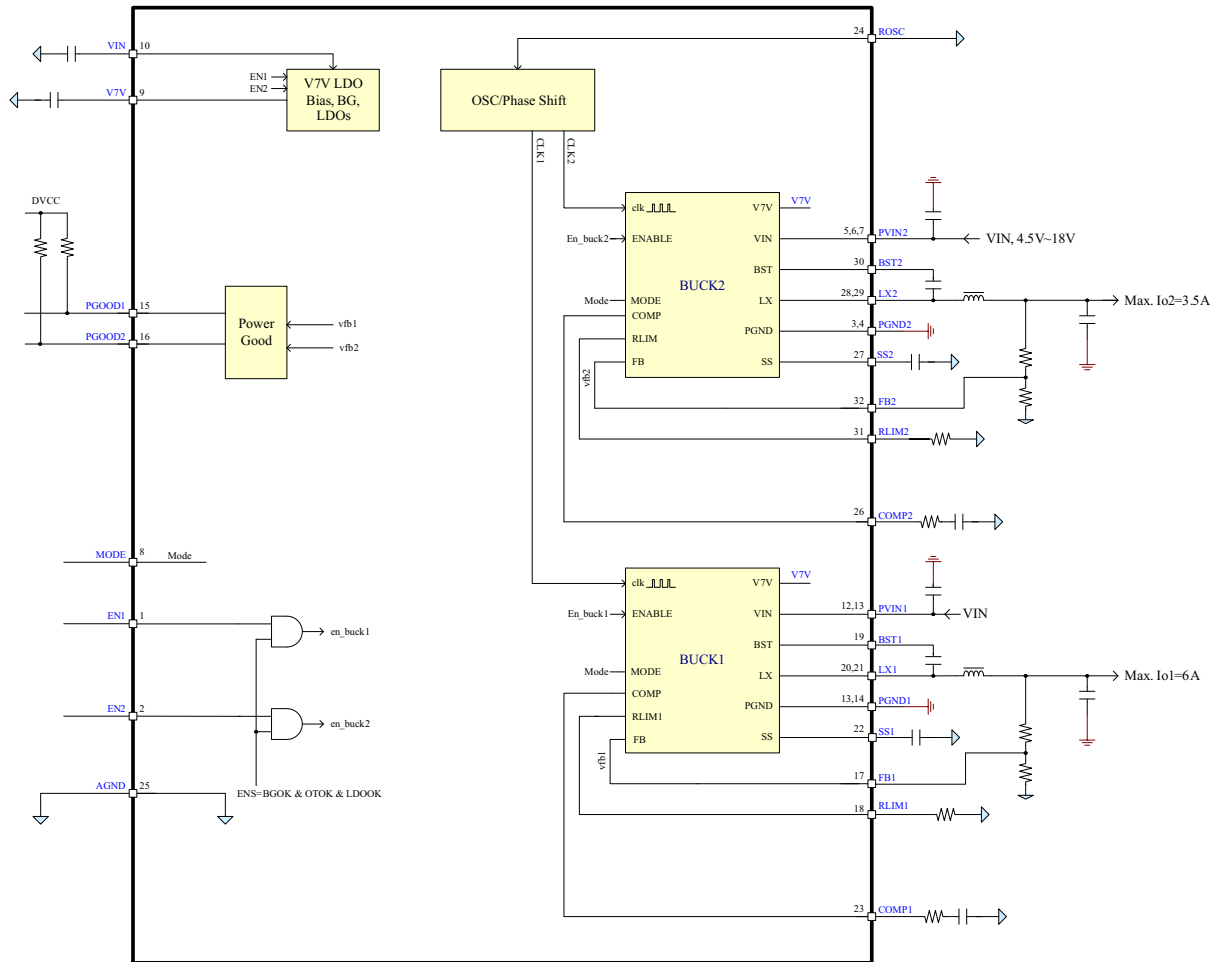 VIN
10
EN1
EN2
V7V LDO
Bias, BG,
LDOs
V7V
9
24
ROSC
OSC/Phase Shift
CLK1
CLK2
DVCC
PGOOD1
15
PGOOD2
16
Power
Good
vfb1
vfb2
clk
V7V
V7V
En_buck2
ENABLE
VIN
5,6,7
PVIN2
VIN, 4.5V~18V
BST
30
BST2
BUCK2
Mode
MODE
LX
28,29
LX2
Max. Io2=3.5A
COMP
PGND
3,4
PGND2
RLIM
FB
SS
27
SS2
vfb2
32
FB2
31
RLIM2
26
COMP2
MODE
8
Mode
EN1
1
en_buck1
EN2
2
en_buck2
AGND
25
ENS=BGOK & OTOK & LDOOK
clk
V7V
V7V
En_buck1
ENABLE
VIN
12,13
PVIN1
VIN
BST
19
BST1
BUCK1
Mode
MODE
LX
20,21
LX1
Max. Io1=6A
COMP
PGND
13,14
PGND1
RLIM1
FB
SS
22
SS1
vfb1
17
FB1
18
RLIM1
23
COMP1